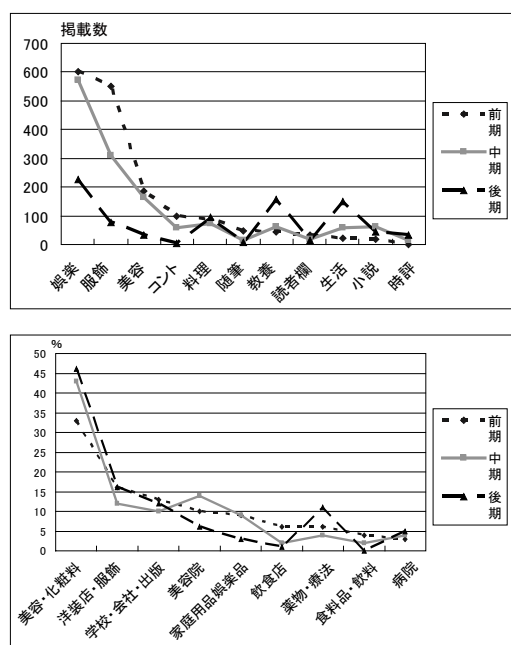 掲載数
700
600
500
400
300
200
100
0
娯楽
服飾
美容
コント
料理
随筆
教養
読者欄
生活
小説
時評
前期
中期
後期
%
50
45
40
35
30
25
20
15
10
5
0
美容・化粧料
洋装店・服飾
学校・会社・出版
美容院
家庭用品娯楽品
飲食店
薬物・療法
食料品・飲料
病院
前期
中期
後期